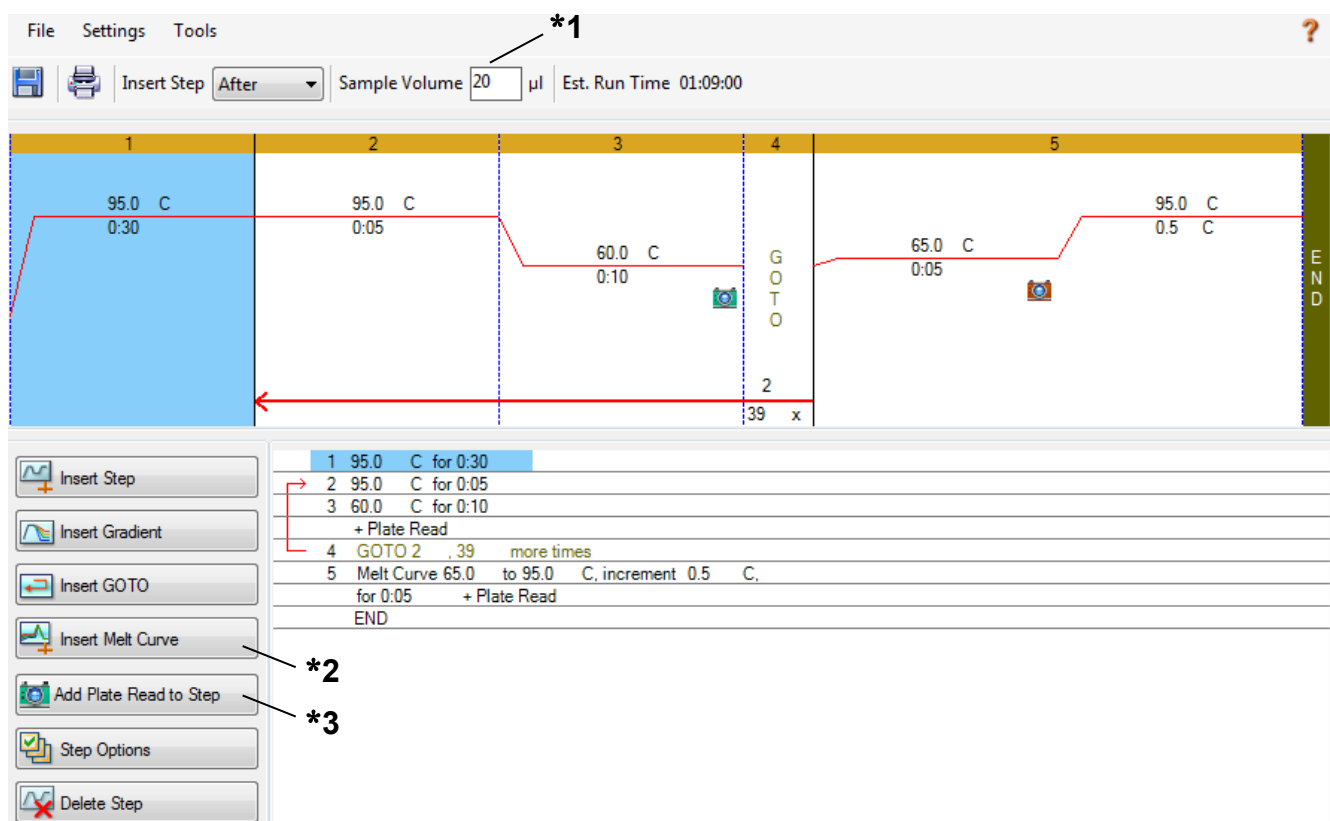 File Settings Tools *1 ?
Insert Step After Sample Volume 20 µl Est. Run Time 01:09:00
1 2 3 4 5
95.0 C 95.0 C 95.0 C
0:30 0:05 0.5 C
60.0 C 65.0 C
0:10 0:05
GOTO
END
2
39 x
Insert Step
Insert Gradient
Insert GOTO
Insert Melt Curve
*2
Add Plate Read to Step
*3
Step Options
Delete Step
1 95.0 C for 0:30
2 95.0 C for 0:05
3 60.0 C for 0:10
+ Plate Read
4 GOTO 2 , 39 more times
5 Melt Curve 65.0 to 95.0 C, increment 0.5 C,
for 0:05 + Plate Read
END